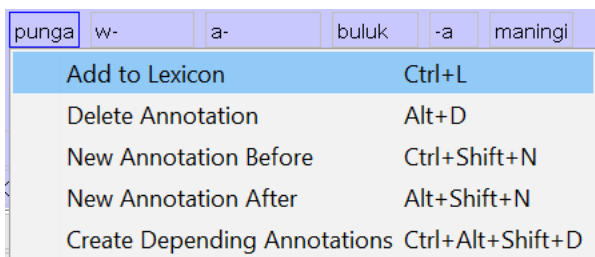 punga w- a- buluk -a maningi
Add to Lexicon Ctrl+L
Delete Annotation Alt+D
New Annotation Before Ctrl+Shift+N
New Annotation After Alt+Shift+N
Create Depending Annotations Ctrl+Alt+Shift+D